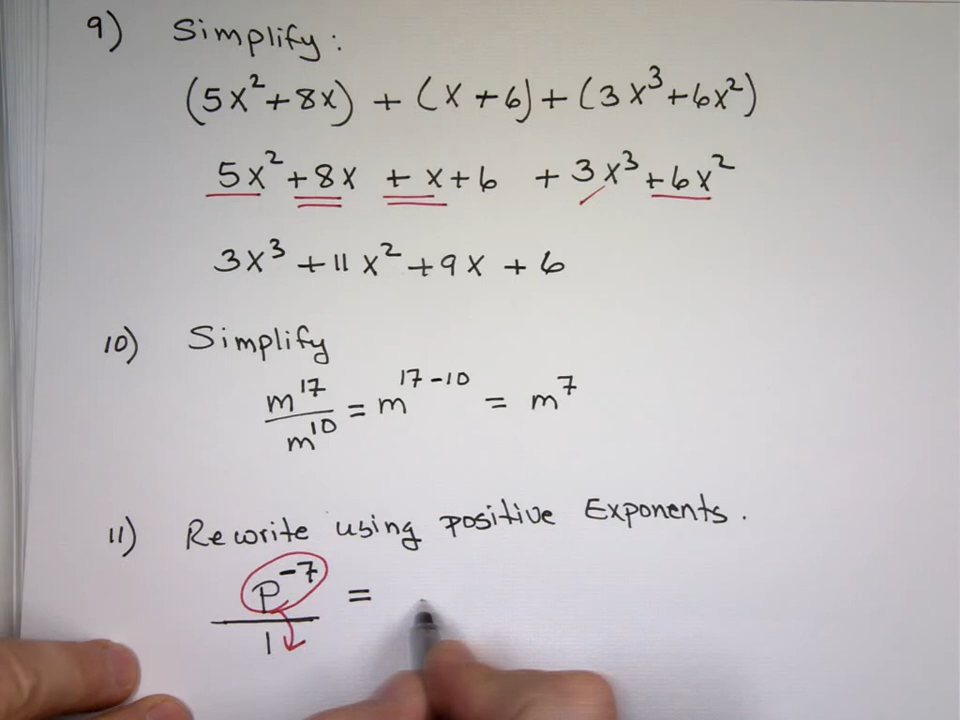 9) Simplify:
(5x² + 8x) + (x + 6) + (3x³ + 6x²)
5x² + 8x + x + 6 + 3x³ + 6x²
3x³ + 11x² + 9x + 6
10) Simplify
m¹⁷/m¹⁰ = m¹⁷⁻¹⁰ = m⁷
11) Rewrite using positive Exponents.
p⁻⁷/1 =